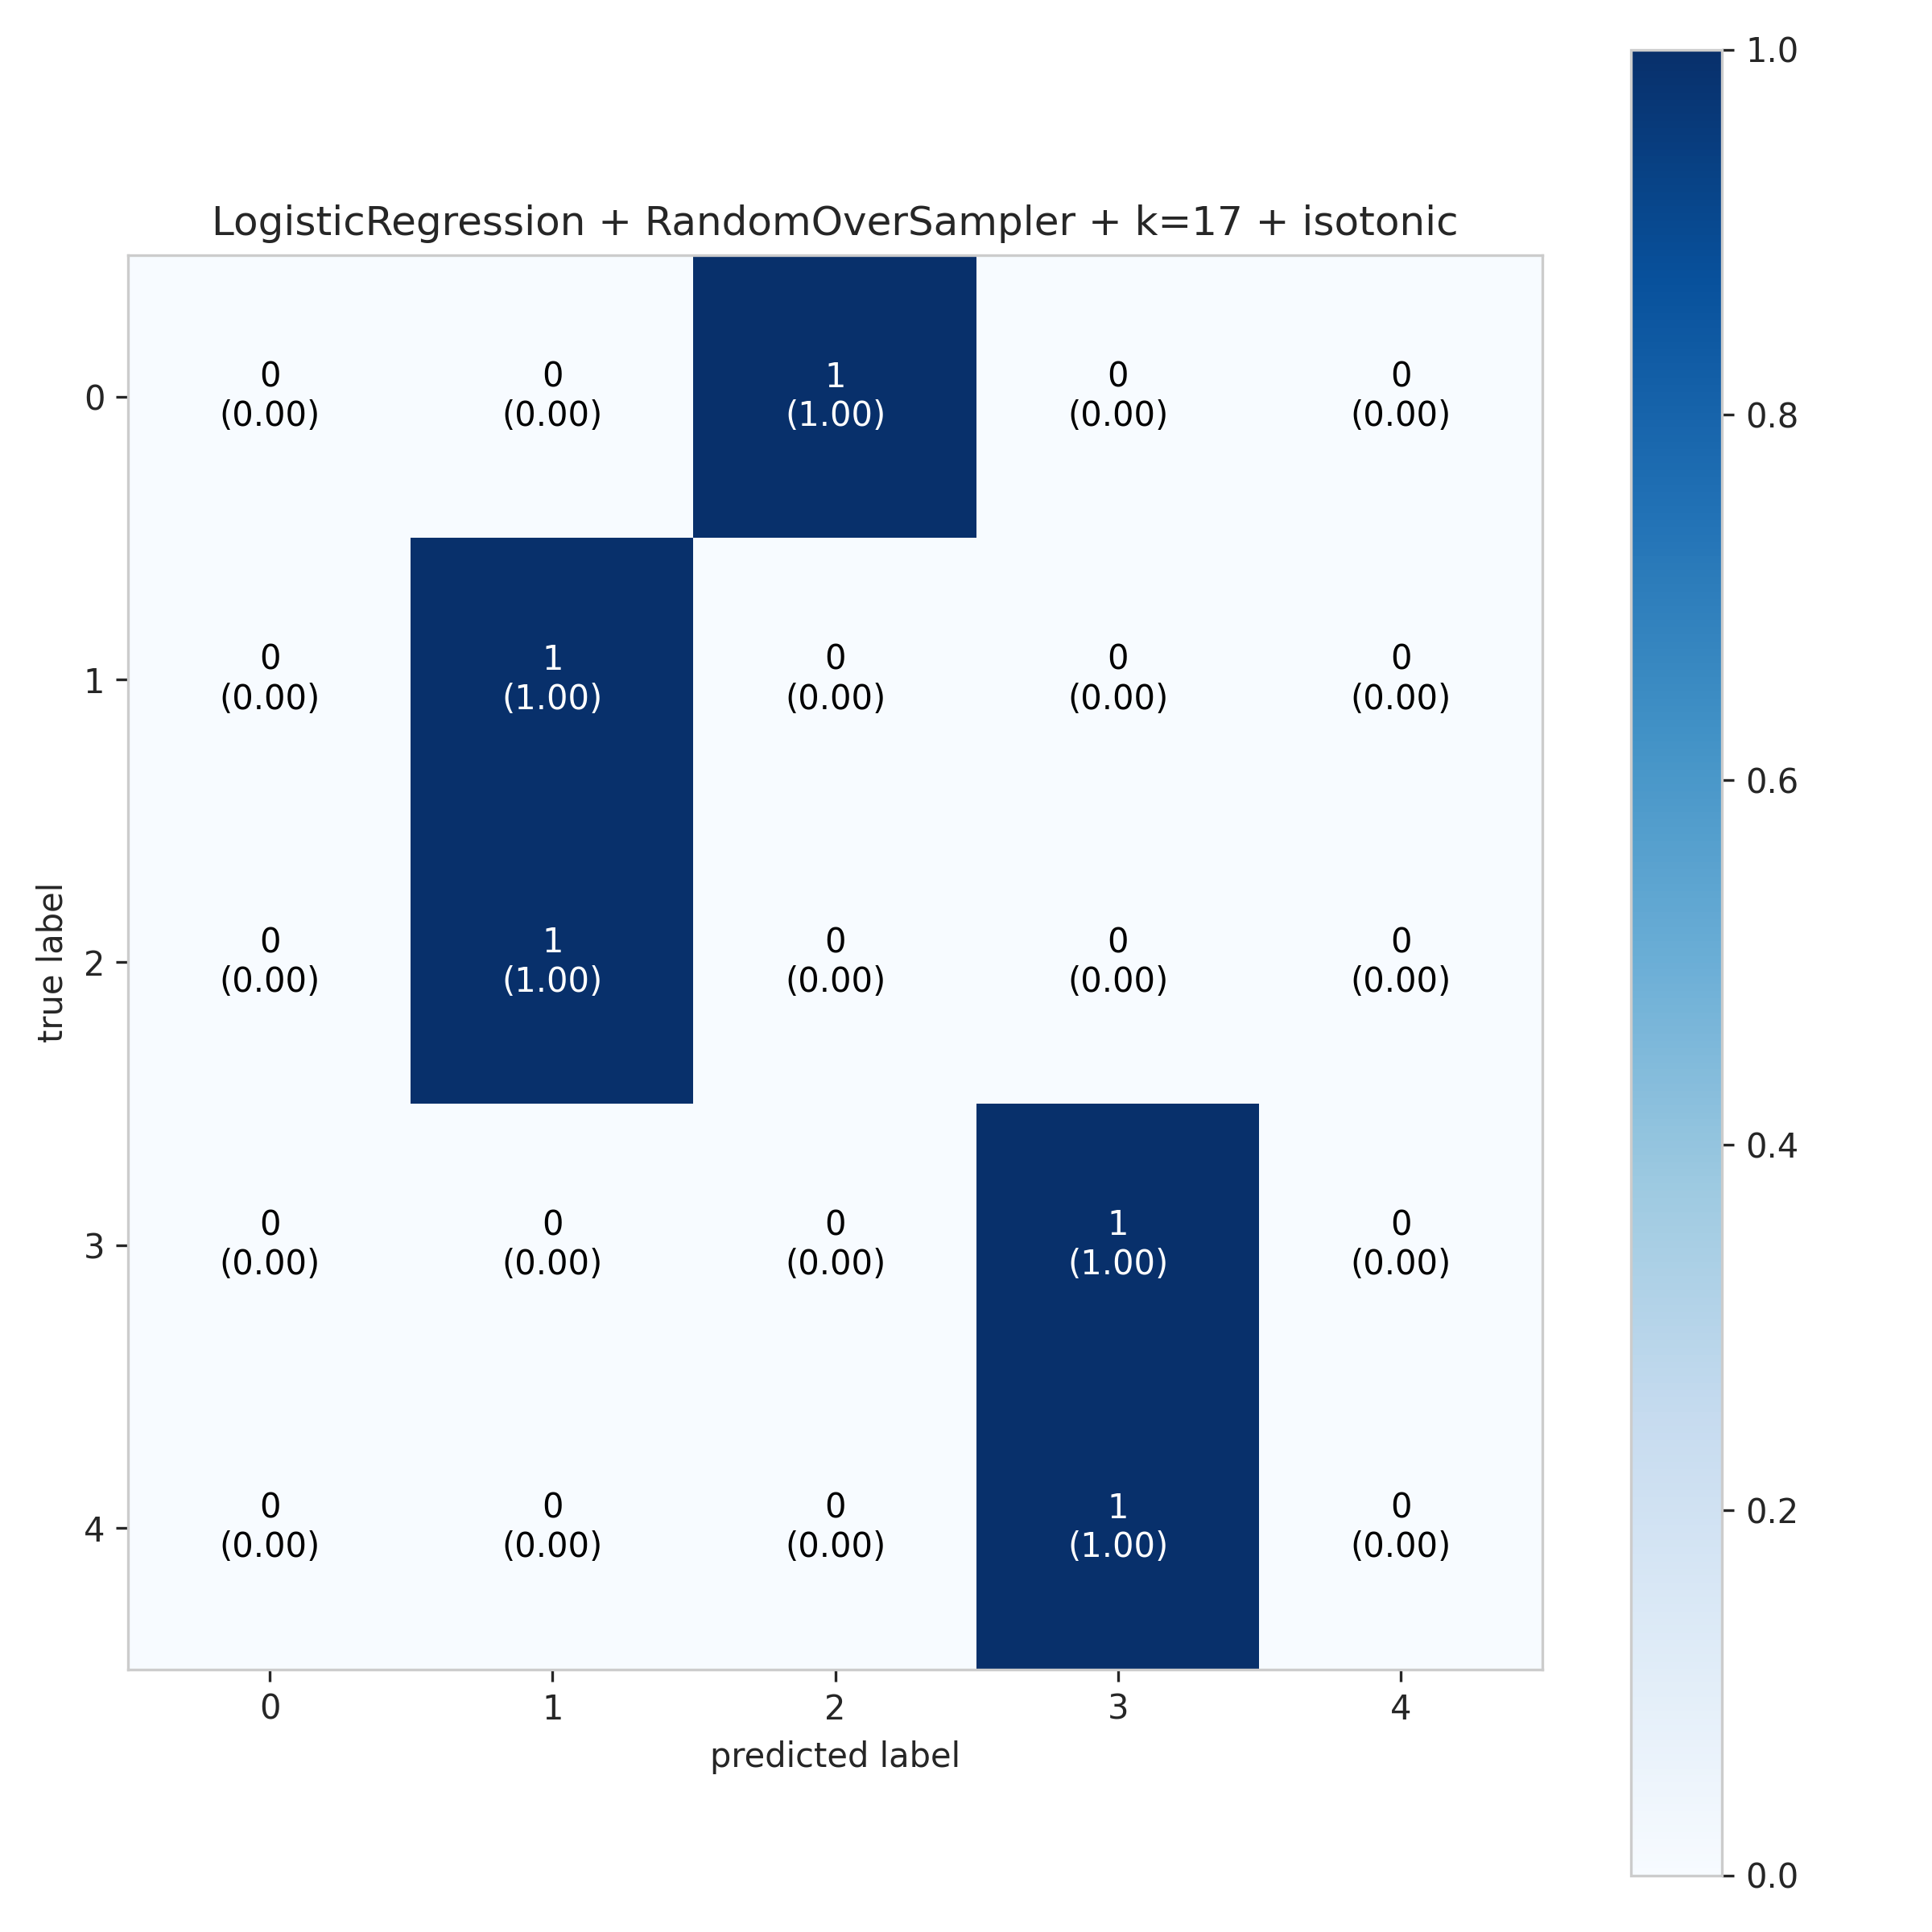 LogisticRegression + RandomOverSampler + k=17 + isotonic
1.0
0.8
0.6
0.4
0.2
0.0
true label
0
0 0 1 0 0
(0.00) (0.00) (1.00) (0.00) (0.00)
1
0 1 0 0 0
(0.00) (1.00) (0.00) (0.00) (0.00)
2
0 1 0 0 0
(0.00) (1.00) (0.00) (0.00) (0.00)
3
0 0 0 1 0
(0.00) (0.00) (0.00) (1.00) (0.00)
4
0 0 0 1 0
(0.00) (0.00) (0.00) (1.00) (0.00)
0 1 2 3 4
predicted label